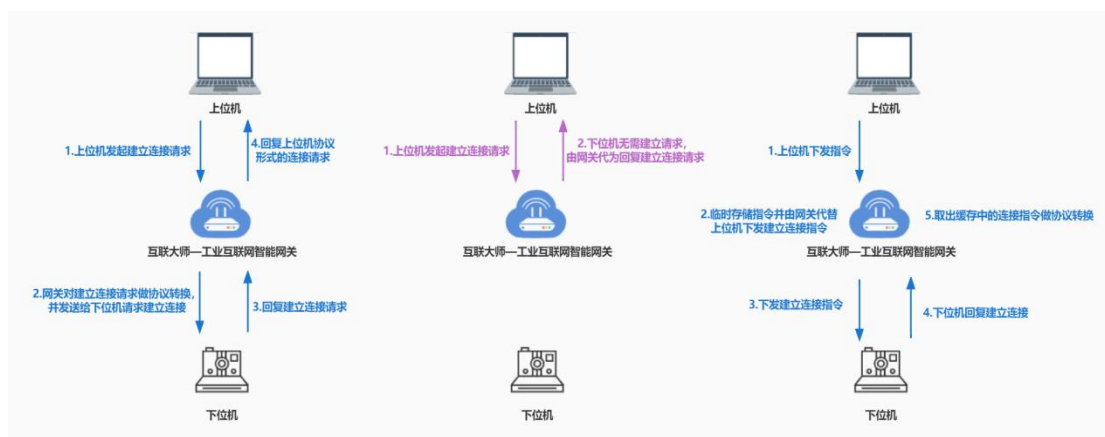 上位机
1.上位机发起建立连接请求
4.回复上位机协议
形式的连接请求
互联大师—工业互联网智能网关
2.网关对建立连接请求做协议转换,
并发送给下位机请求建立连接
3.回复建立连接请求
下位机
上位机
1.上位机发起建立连接请求
2.下位机无需建立请求,
由网关代为回复建立连接请求
互联大师—工业互联网智能网关
下位机
上位机
1.上位机下发指令
2.临时存储指令并由网关代替
上位机下发建立连接指令
5.取出缓存中的连接指令做协议转换
互联大师—工业互联网智能网关
3.下发建立连接指令
4.下位机回复建立连接
下位机